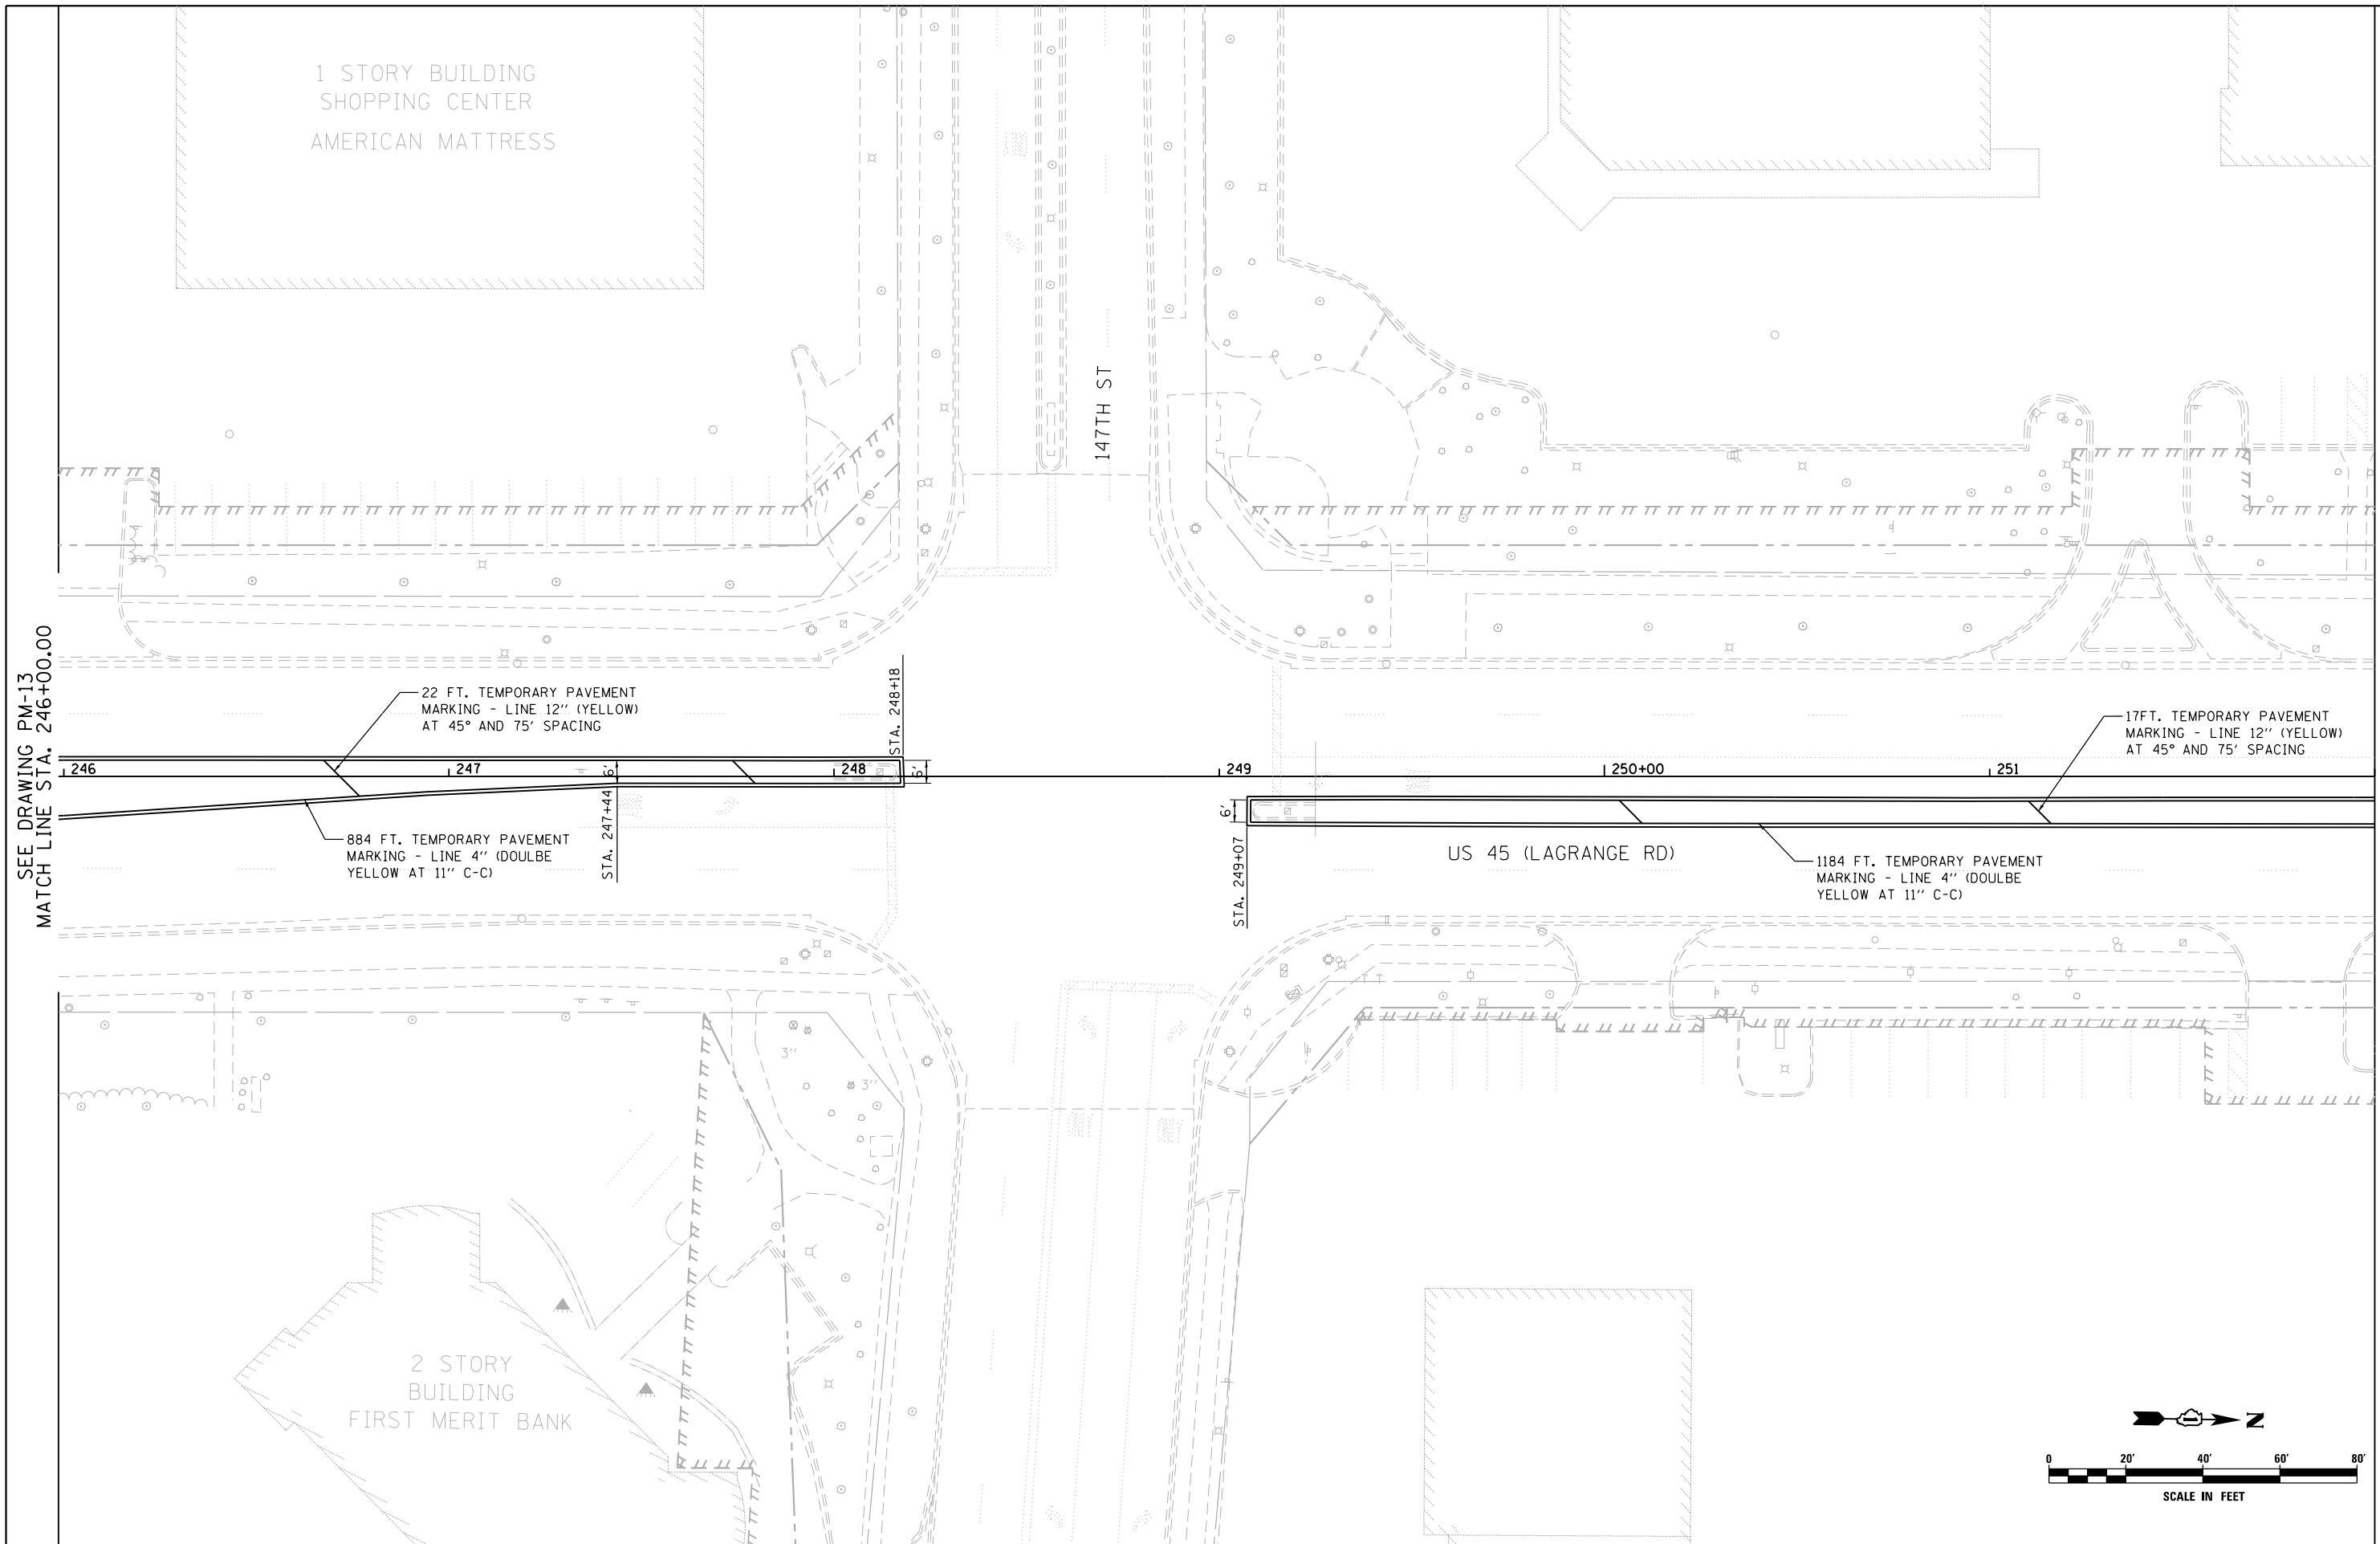 1 STORY BUILDING
SHOPPING CENTER
AMERICAN MATTRESS
147TH ST
SEE DRAWING PM-13
MATCH LINE STA. 246+00.00
22 FT. TEMPORARY PAVEMENT
MARKING - LINE 12'' (YELLOW)
AT 45° AND 75' SPACING
STA. 248+18
17FT. TEMPORARY PAVEMENT
MARKING - LINE 12'' (YELLOW)
AT 45° AND 75' SPACING
246
247
248
249
250+00
251
6'
6'
6'
STA. 247+44
884 FT. TEMPORARY PAVEMENT
MARKING - LINE 4'' (DOULBE
YELLOW AT 11'' C-C)
STA. 249+07
US 45 (LAGRANGE RD)
1184 FT. TEMPORARY PAVEMENT
MARKING - LINE 4'' (DOULBE
YELLOW AT 11'' C-C)
3''
3''
2 STORY
BUILDING
FIRST MERIT BANK
N
0 20' 40' 60' 80'
SCALE IN FEET